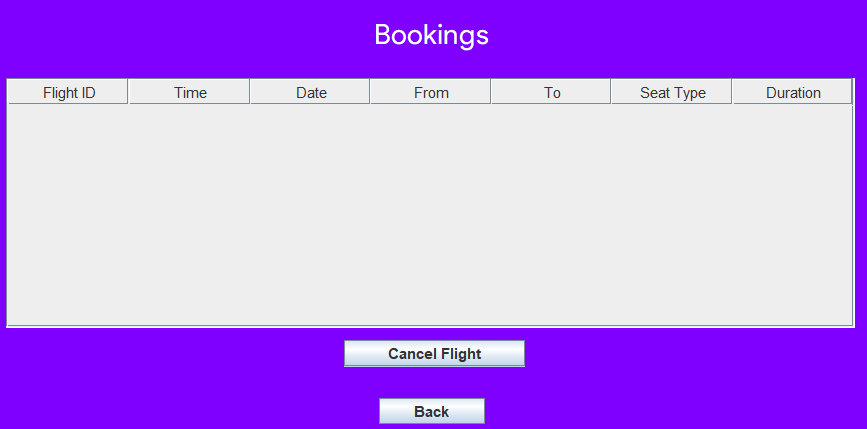 Bookings
Flight ID Time Date From To Seat Type Duration
Cancel Flight
Back